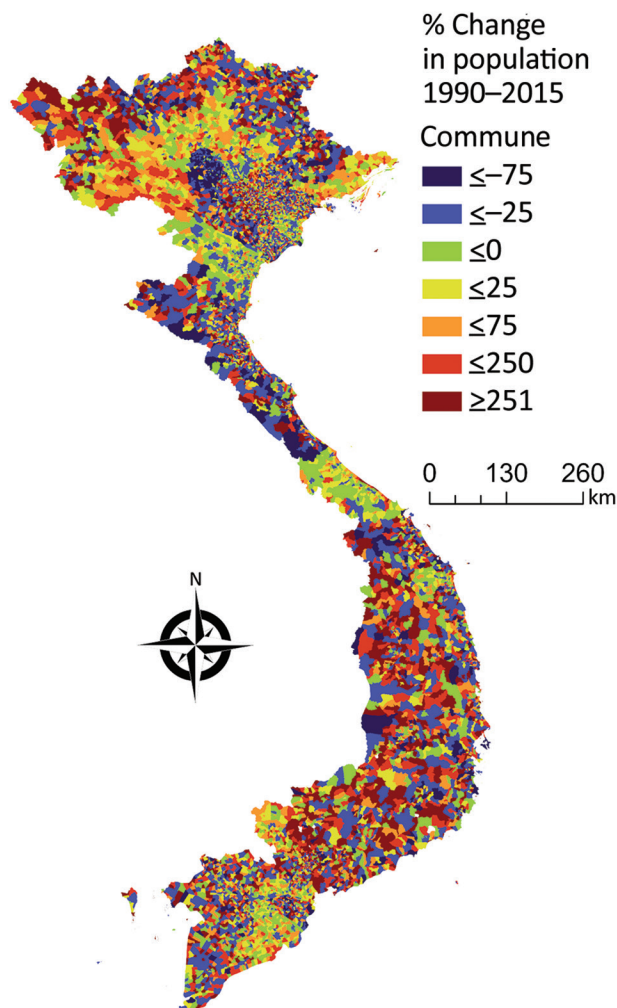 % Change
in population
1990–2015
Commune
≤–75
≤–25
≤0
≤25
≤75
≤250
≥251
0 130 260
km
N